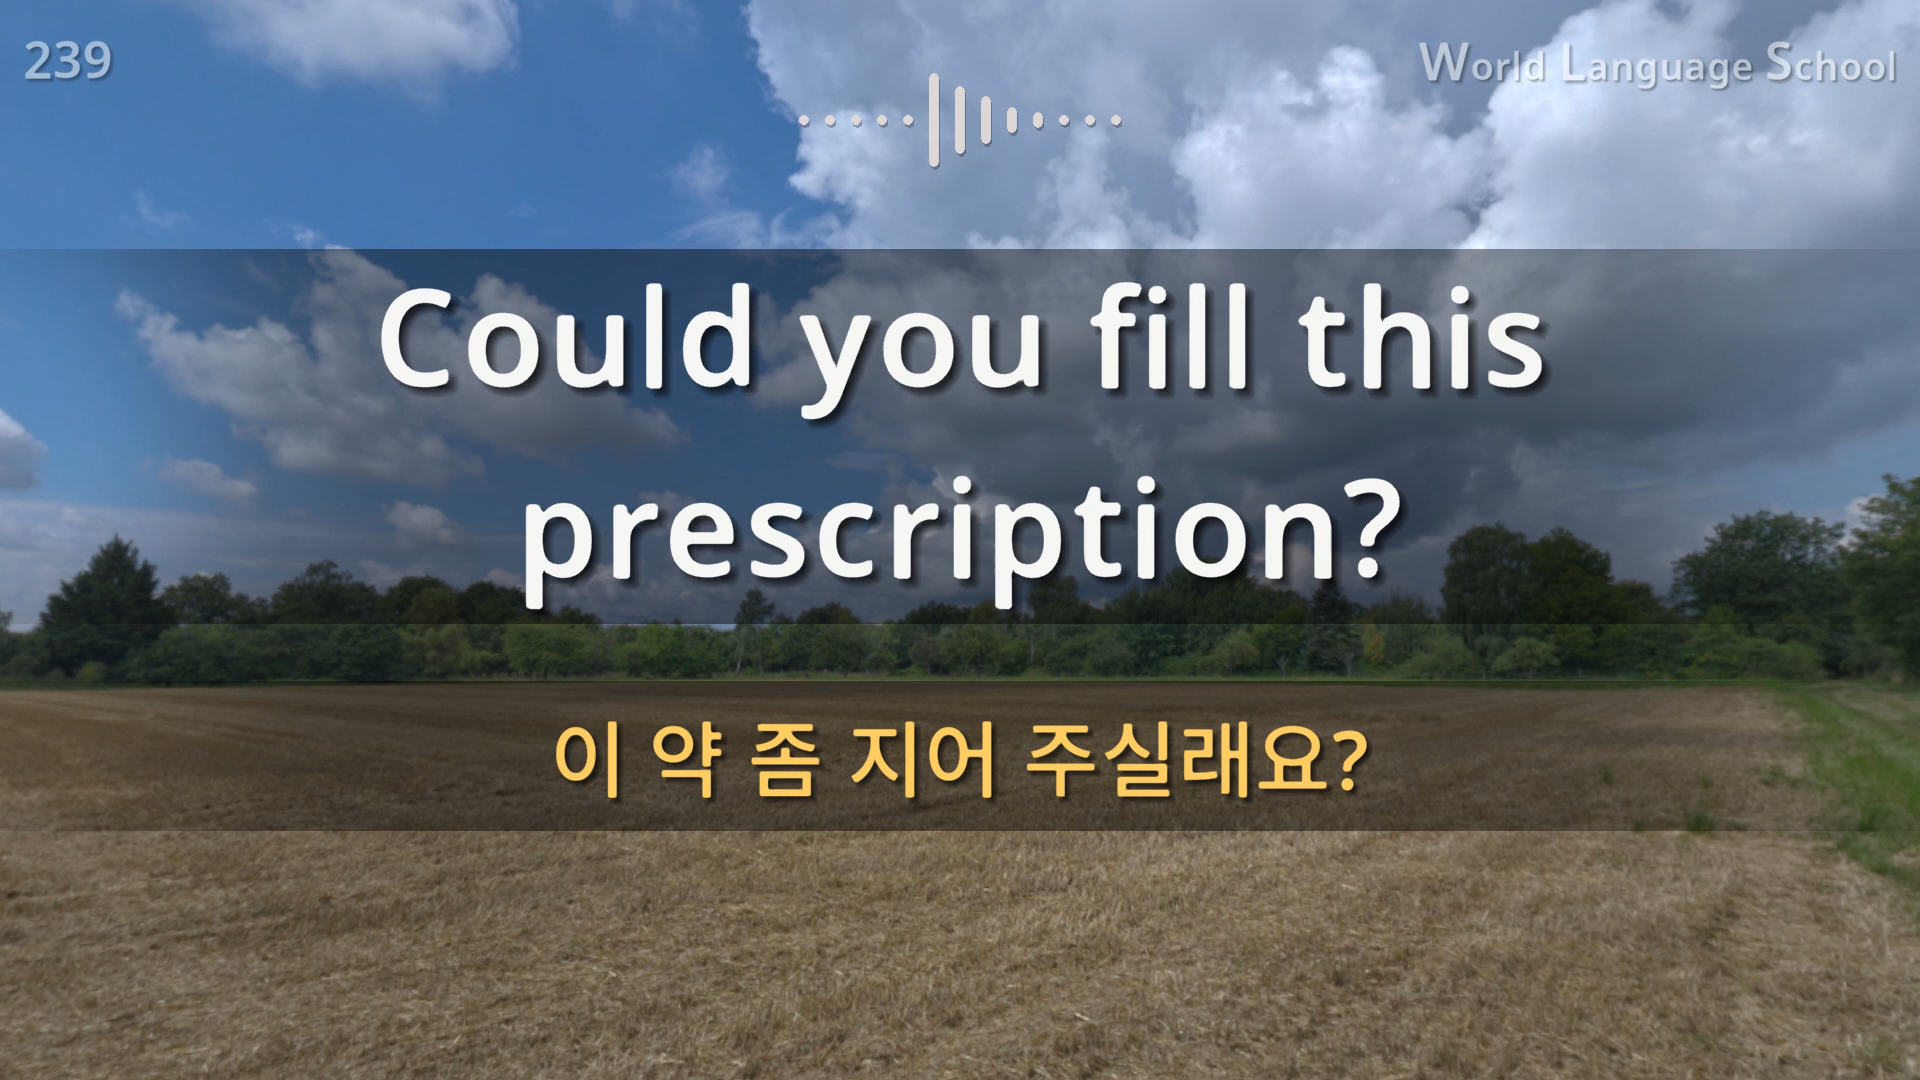 239
World Language School
Could you fill this
prescription?
이 약 좀 지어 주실래요?